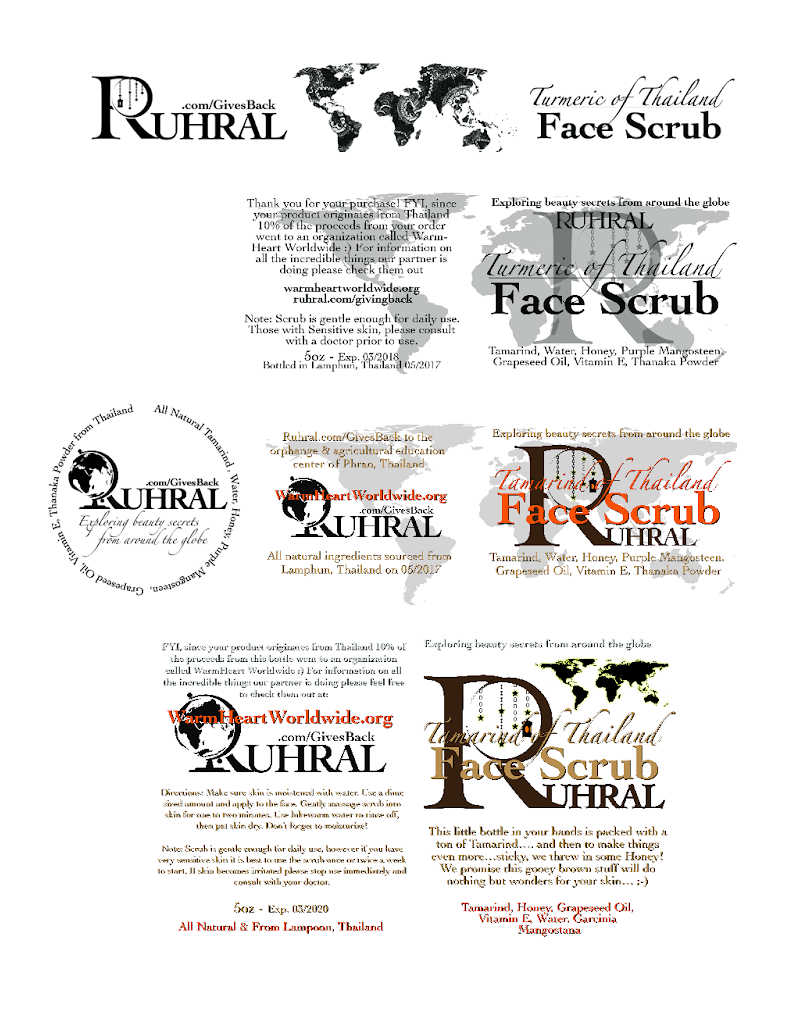 RUHRAL
.com/GivesBack
Turmeric of Thailand
Face Scrub
Thank you for your purchase! FYI, since
your product originates from Thailand
10% of the proceeds from your order
went to an organization called Warm-
Heart Worldwide :) For information on
all the incredible things our partner is
doing please check them out
warmheartworldwide.org
ruhral.com/givingback
Note: Scrub is gentle enough for daily use.
Those with Sensitive skin, please consult
with a doctor prior to use.
5oz - Exp. 03/2018
Bottled in Lamphun, Thailand 05/2017
Exploring beauty secrets from around the globe
RUHRAL
R
Turmeric of Thailand
Face Scrub
Tamarind, Water, Honey, Purple Mangosteen,
Grapeseed Oil, Vitamin E, Thanaka Powder
All Natural Tamarind, Water, Honey, Purple Mangosteen, Grapeseed Oil, Vitamin E, Thanaka Powder from Thailand
.com/GivesBack
RUHRAL
Exploring beauty secrets
from around the globe
Ruhral.com/GivesBack to the
orphange & agricultural education
center of Phrao, Thailand
WarmHeartWorldwide.org
.com/GivesBack
RUHRAL
All natural ingredients sourced from
Lamphun, Thailand on 05/2017
Exploring beauty secrets from around the globe
Tamarind of Thailand
Face Scrub
RUHRAL
Tamarind, Water, Honey, Purple Mangosteen,
Grapeseed Oil, Vitamin E, Thanaka Powder
FYI, since your product originates from Thailand 10% of
the proceeds from this bottle went to an organization
called WarmHeart Worldwide :) For information on all
the incredible things our partner is doing please feel free
to check them out at:
WarmHeartWorldwide.org
.com/GivesBack
RUHRAL
Directions: Make sure skin is moistened with water. Use a dime
sized amount and apply to the face. Gently massage scrub into
skin for one to two minutes. Use lukewarm water to rinse off,
then pat skin dry. Don't forget to moisturize!
Note: Scrub is gentle enough for daily use, however if you have
very sensitive skin it is best to use the scrub once or twice a week
to start. If skin becomes irritated please stop use immediately and
consult with your doctor.
5oz - Exp. 03/2020
All Natural & From Lampoon, Thailand
Exploring beauty secrets from around the globe
Tamarind of Thailand
Face Scrub
RUHRAL
This little bottle in your hands is packed with a
ton of Tamarind.... and then to make things
even more...sticky, we threw in some Honey!
We promise this gooey brown stuff will do
nothing but wonders for your skin... ;-)
Tamarind, Honey, Grapeseed Oil,
Vitamin E, Water, Garcinia
Mangostana